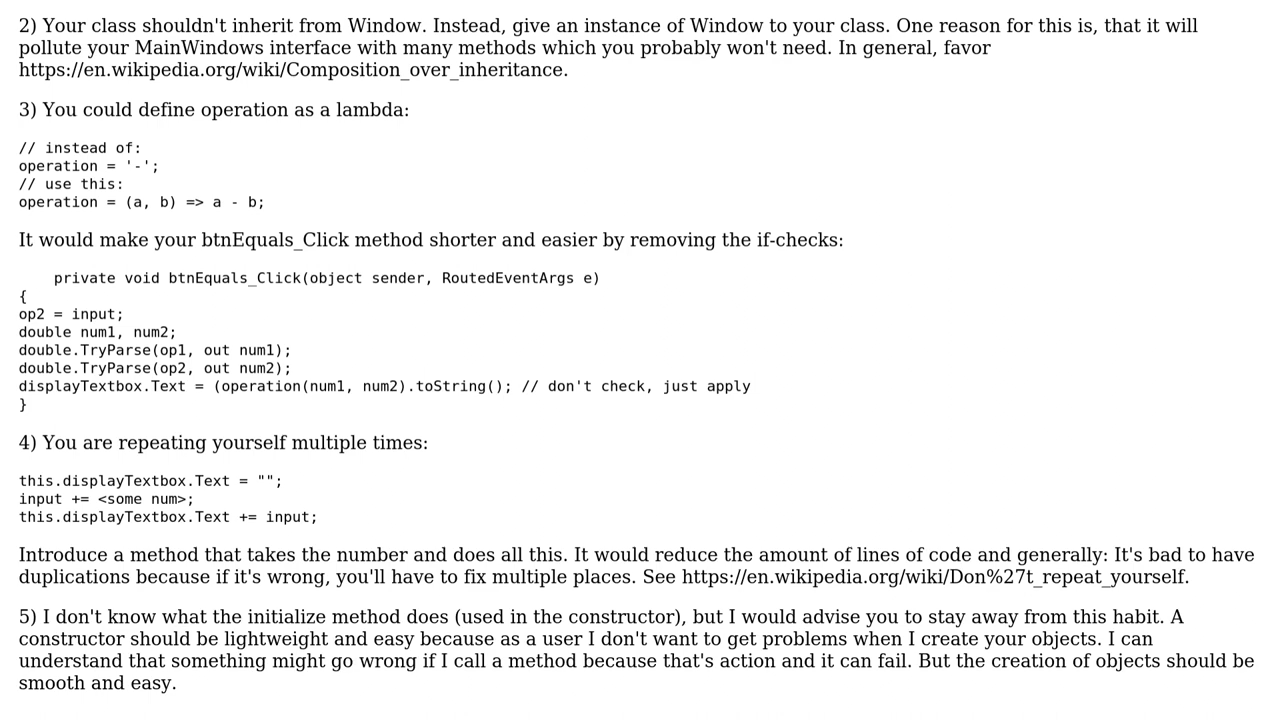 2) Your class shouldn't inherit from Window. Instead, give an instance of Window to your class. One reason for this is, that it will
pollute your MainWindows interface with many methods which you probably won't need. In general, favor
https://en.wikipedia.org/wiki/Composition_over_inheritance.
3) You could define operation as a lambda:
// instead of:
operation = '-';
// use this:
operation = (a, b) => a - b;
It would make your btnEquals_Click method shorter and easier by removing the if-checks:
    private void btnEquals_Click(object sender, RoutedEventArgs e)
{
op2 = input;
double num1, num2;
double.TryParse(op1, out num1);
double.TryParse(op2, out num2);
displayTextbox.Text = (operation(num1, num2).toString(); // don't check, just apply
}
4) You are repeating yourself multiple times:
this.displayTextbox.Text = "";
input += <some num>;
this.displayTextbox.Text += input;
Introduce a method that takes the number and does all this. It would reduce the amount of lines of code and generally: It's bad to have
duplications because if it's wrong, you'll have to fix multiple places. See https://en.wikipedia.org/wiki/Don%27t_repeat_yourself.
5) I don't know what the initialize method does (used in the constructor), but I would advise you to stay away from this habit. A
constructor should be lightweight and easy because as a user I don't want to get problems when I create your objects. I can
understand that something might go wrong if I call a method because that's action and it can fail. But the creation of objects should be
smooth and easy.